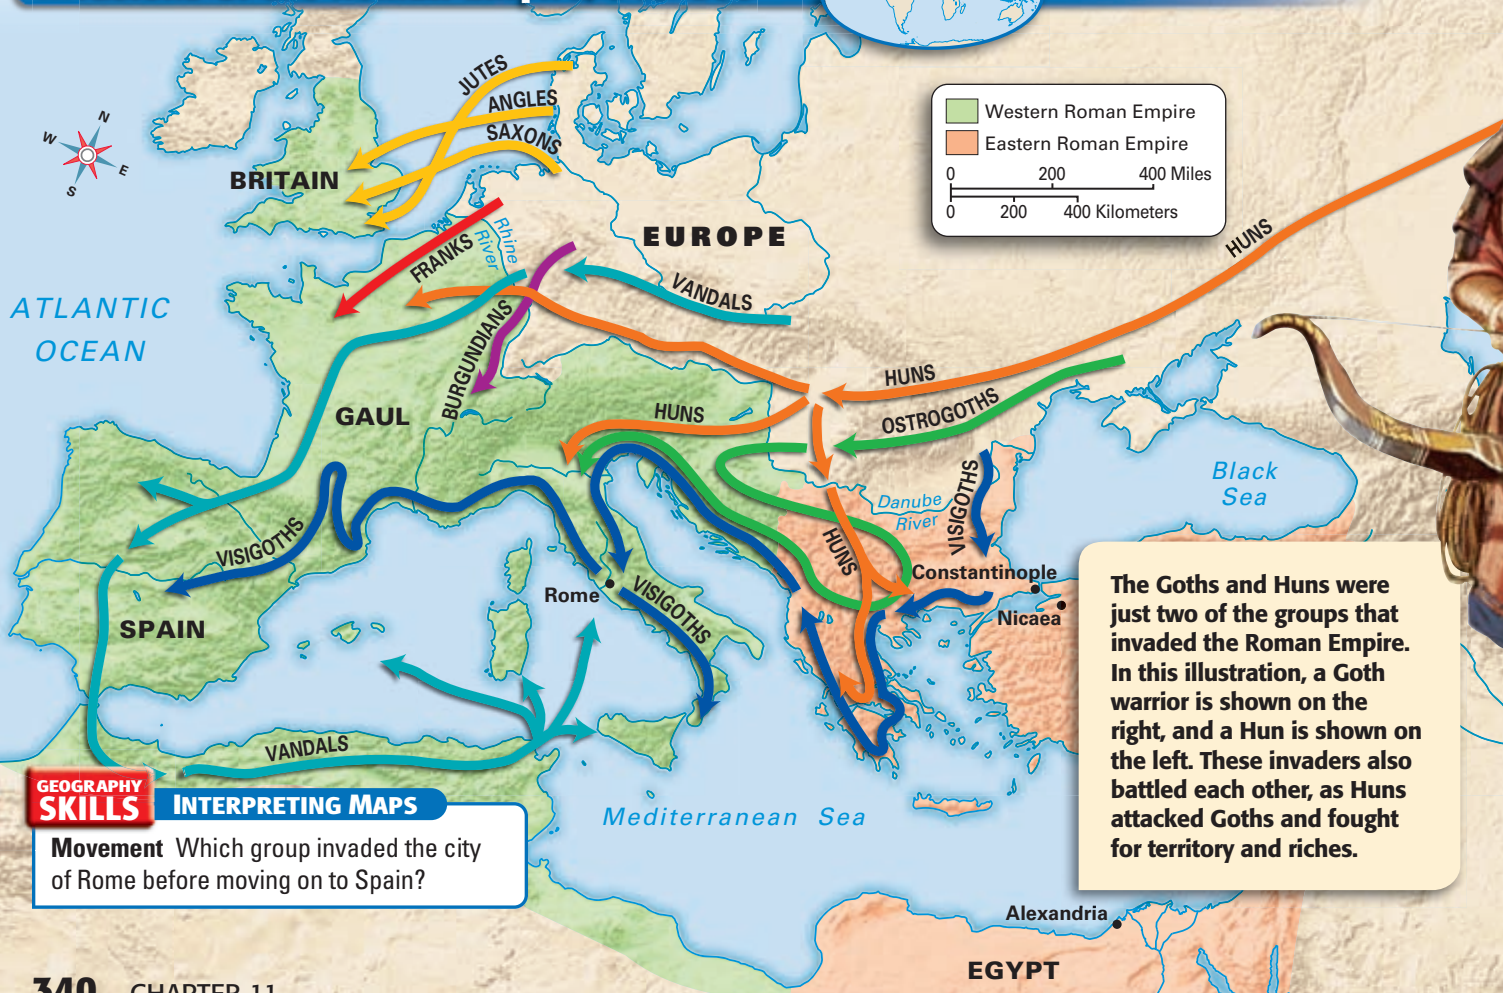 N
W
E
S
JUTES
ANGLES
SAXONS
BRITAIN
FRANKS
Rhine
River
EUROPE
VANDALS
Western Roman Empire
Eastern Roman Empire
0 200 400 Miles
0 200 400 Kilometers
HUNS
ATLANTIC
OCEAN
BURGUNDIANS
GAUL
HUNS
HUNS
OSTROGOTHS
Black
Sea
Danube
River
VISIGOTHS
VISIGOTHS
HUNS
Constantinople
Nicaea
Rome
VISIGOTHS
SPAIN
VANDALS
Mediterranean Sea
Alexandria
EGYPT
The Goths and Huns were
just two of the groups that
invaded the Roman Empire.
In this illustration, a Goth
warrior is shown on the
right, and a Hun is shown on
the left. These invaders also
battled each other, as Huns
attacked Goths and fought
for territory and riches.
GEOGRAPHY
SKILLS INTERPRETING MAPS
Movement Which group invaded the city
of Rome before moving on to Spain?
340 CHAPTER 11